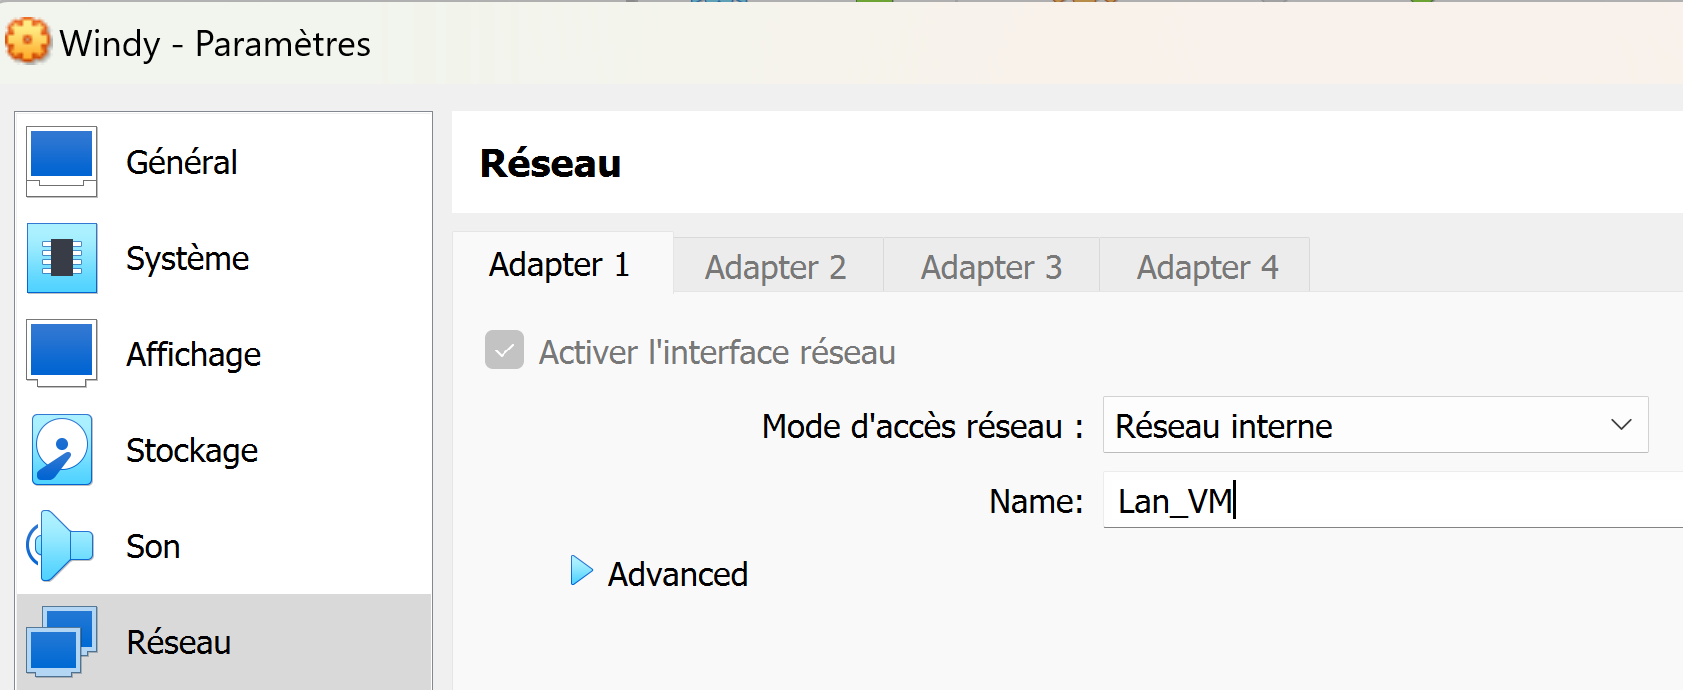 Windy - Paramètres
Général
Système
Affichage
Stockage
Son
Réseau
Réseau
Adapter 1
Adapter 2
Adapter 3
Adapter 4
Activer l'interface réseau
Mode d'accès réseau :
Réseau interne
Name:
Lan_VM
Advanced